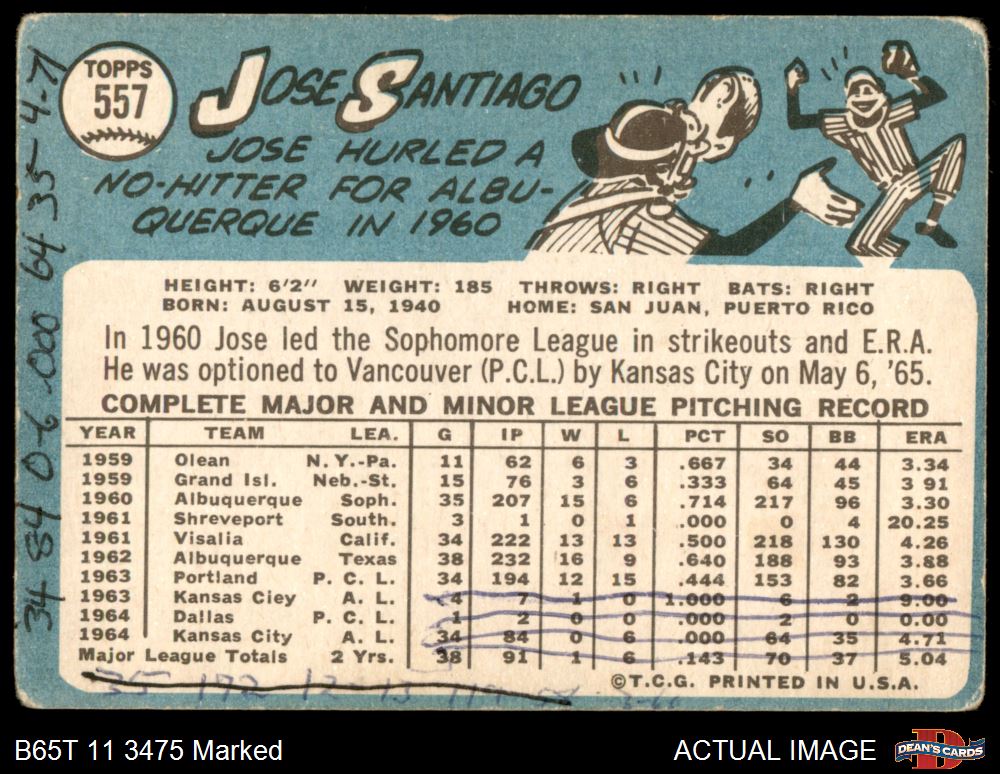 TOPPS
557
JOSE SANTIAGO
JOSE HURLED A
NO-HITTER FOR ALBU-
QUERQUE IN 1960
34 84 0-6 .000 64 35-4.71
HEIGHT: 6'2" WEIGHT: 185 THROWS: RIGHT BATS: RIGHT
BORN: AUGUST 15, 1940 HOME: SAN JUAN, PUERTO RICO
In 1960 Jose led the Sophomore League in strikeouts and E.R.A.
He was optioned to Vancouver (P.C.L.) by Kansas City on May 6, '65.
COMPLETE MAJOR AND MINOR LEAGUE PITCHING RECORD
YEAR TEAM LEA. G IP W L PCT SO BB ERA
1959 Olean N.Y.-Pa. 11 62 6 3 .667 34 44 3.34
1959 Grand Isl. Neb.-St. 15 76 3 6 .333 64 45 3 91
1960 Albuquerque Soph. 35 207 15 6 .714 217 96 3.30
1961 Shreveport South. 3 1 0 1 .000 0 4 20.25
1961 Visalia Calif. 34 222 13 13 .500 218 130 4.26
1962 Albuquerque Texas 38 232 16 9 .640 188 93 3.88
1963 Portland P. C. L. 34 194 12 15 .444 153 82 3.66
1963 Kansas Ciey A. L. 4 7 1 0 1.000 6 2 9.00
1964 Dallas P. C. L. 1 2 0 0 .000 2 0 0.00
1964 Kansas City A. L. 34 84 0 6 .000 64 35 4.71
Major League Totals 2 Yrs. 38 91 1 6 .143 70 37 5.04
©T.C.G. PRINTED IN U.S.A.
B65T 11 3475 Marked
ACTUAL IMAGE
DEAN'S CARDS